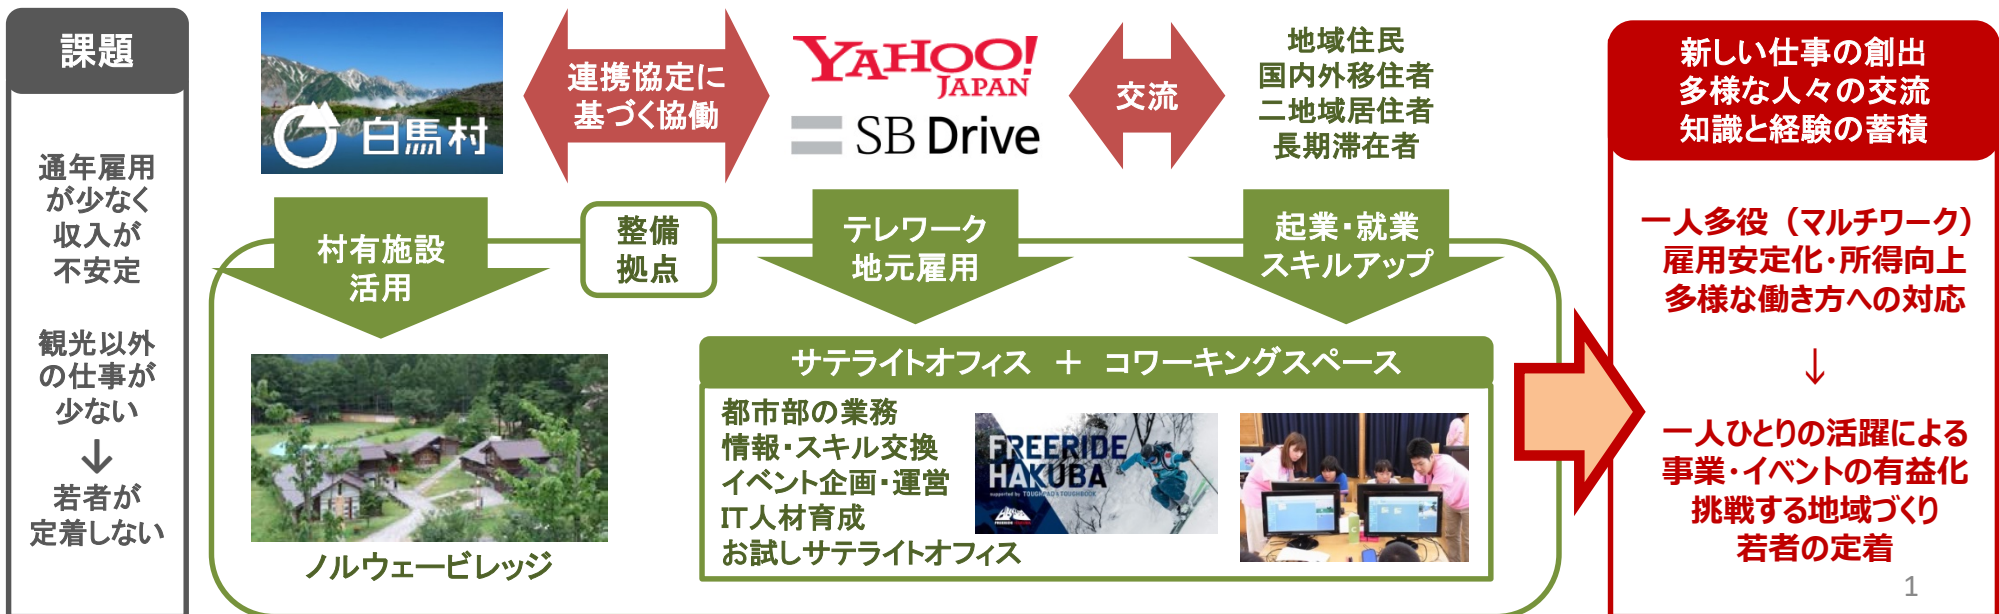 課題
通年雇用
が少なく
収入が
不安定
観光以外
の仕事が
少ない
↓
若者が
定着しない
白馬村
連携協定に
基づく協働
YAHOO!
JAPAN
SB Drive
交流
地域住民
国内外移住者
二地域居住者
長期滞在者
村有施設
活用
整備
拠点
テレワーク
地元雇用
起業・就業
スキルアップ
ノルウェービレッジ
サテライトオフィス ＋ コワーキングスペース
都市部の業務
情報・スキル交換
イベント企画・運営
IT人材育成
お試しサテライトオフィス
FREERIDE
HAKUBA
supported by TOUGHPAD & TOUGHBOOK
新しい仕事の創出
多様な人々の交流
知識と経験の蓄積
一人多役（マルチワーク）
雇用安定化・所得向上
多様な働き方への対応
↓
一人ひとりの活躍による
事業・イベントの有益化
挑戦する地域づくり
若者の定着
1